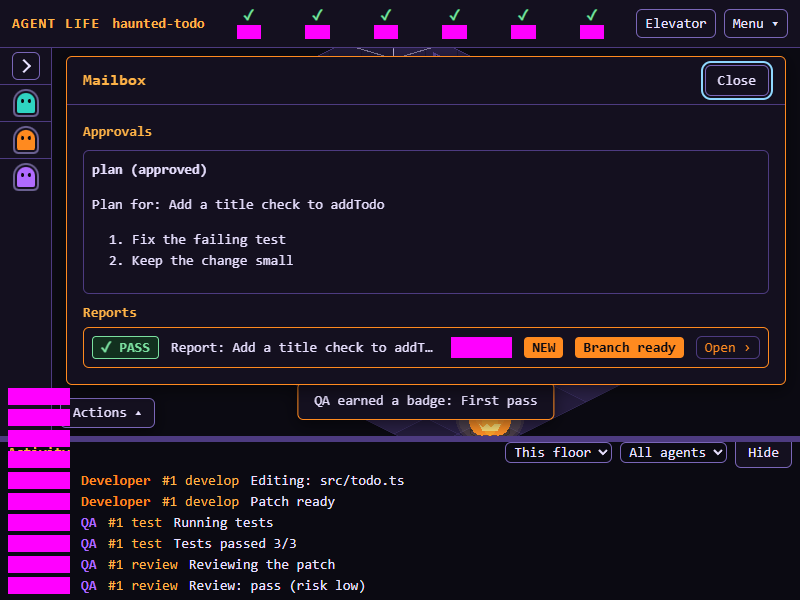 AGENT LIFE haunted-todo ✓ ✓ ✓ ✓ ✓ ✓ Elevator Menu ▾
Mailbox Close
Approvals
plan (approved)
Plan for: Add a title check to addTodo
1. Fix the failing test
2. Keep the change small
Reports
✓ PASS Report: Add a title check to addT… NEW Branch ready Open ›
QA earned a badge: First pass
Actions ▴
This floor All agents Hide
Developer #1 develop Editing: src/todo.ts
Developer #1 develop Patch ready
QA #1 test Running tests
QA #1 test Tests passed 3/3
QA #1 review Reviewing the patch
QA #1 review Review: pass (risk low)